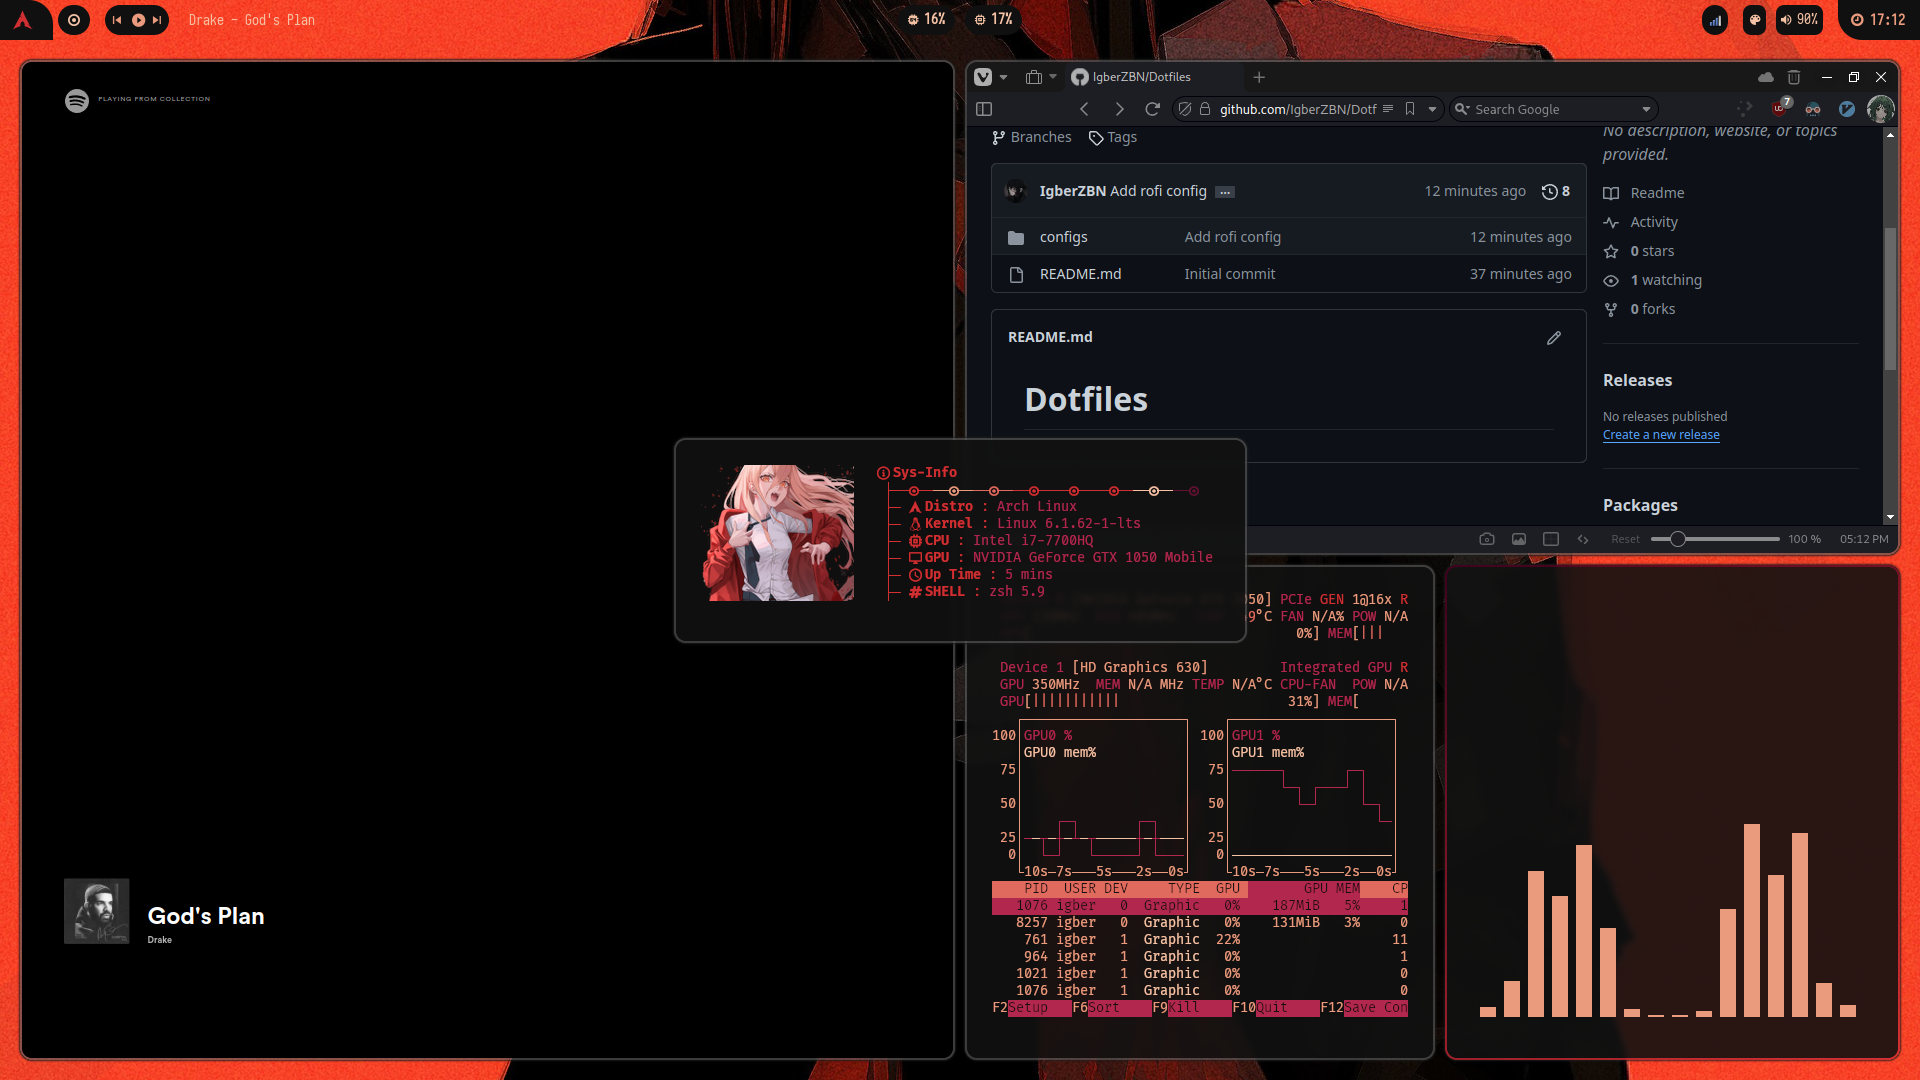 Drake - God's Plan
16%
17%
90%
17:12
PLAYING FROM COLLECTION
God's Plan
Drake
IgberZBN/Dotfiles
github.com/IgberZBN/Dotf
Search Google
7
Branches
Tags
IgberZBN Add rofi config ...
12 minutes ago
8
configs
Add rofi config
12 minutes ago
README.md
Initial commit
37 minutes ago
README.md
Dotfiles
No description, website, or topics
provided.
Readme
Activity
0 stars
1 watching
0 forks
Releases
No releases published
Create a new release
Packages
Reset
100 %
05:12 PM
Sys-Info
Distro : Arch Linux
Kernel : Linux 6.1.62-1-lts
CPU : Intel i7-7700HQ
GPU : NVIDIA GeForce GTX 1050 Mobile
Up Time : 5 mins
SHELL : zsh 5.9
050] PCIe GEN 1@16x R
9°C FAN N/A% POW N/A
0%] MEM[|||
Device 1 [HD Graphics 630] Integrated GPU R
GPU 350MHz MEM N/A MHz TEMP N/A°C CPU-FAN POW N/A
GPU[||||||||||| 31%] MEM[
100
75
50
25
0
GPU0 %
GPU0 mem%
10s 7s 5s 2s 0s
100
75
50
25
0
GPU1 %
GPU1 mem%
10s 7s 5s 2s 0s
PID USER DEV TYPE GPU GPU MEM CP
1076 igber 0 Graphic 0% 187MiB 5% 1
8257 igber 0 Graphic 0% 131MiB 3% 0
761 igber 1 Graphic 22% 11
964 igber 1 Graphic 0% 1
1021 igber 1 Graphic 0% 0
1076 igber 1 Graphic 0% 0
F2Setup F6Sort F9Kill F10Quit F12Save Con